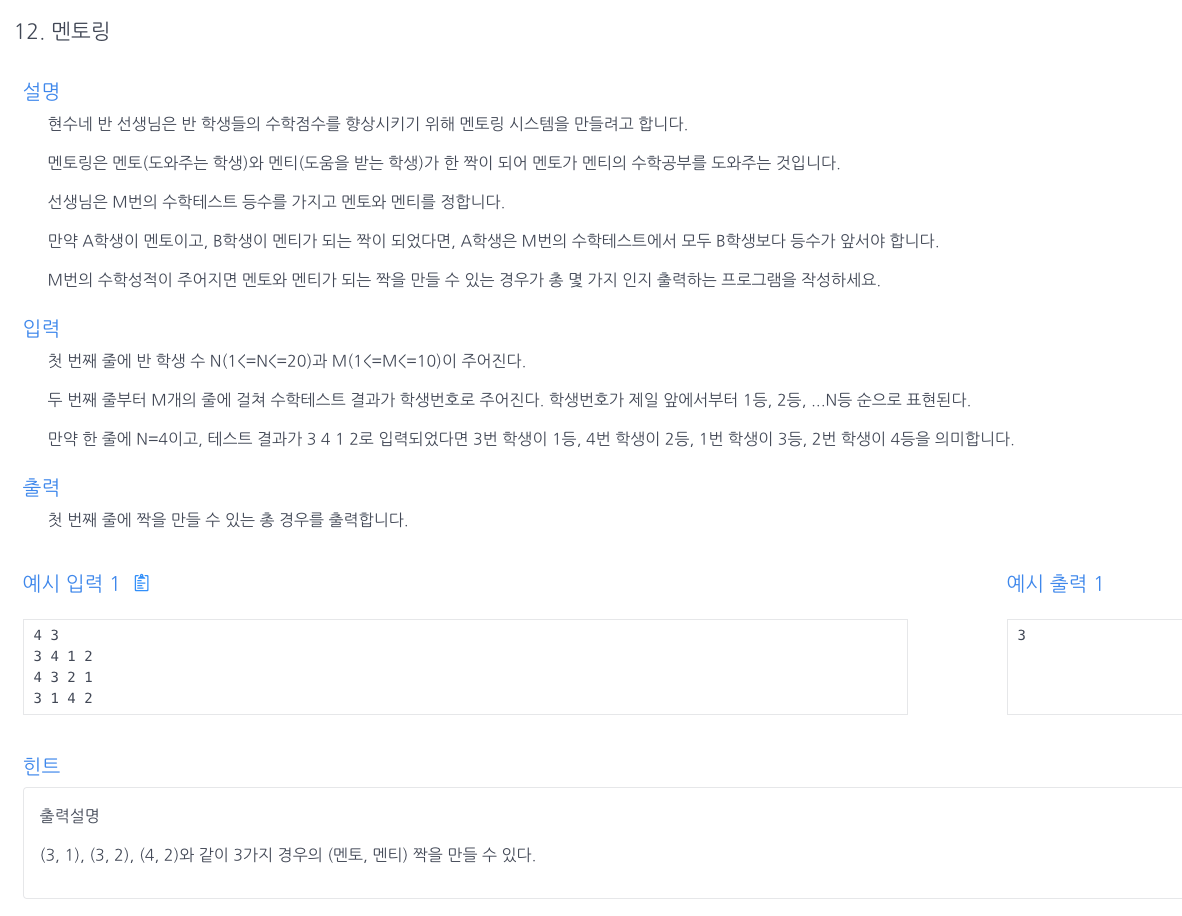 12. 멘토링
설명
현수네 반 선생님은 반 학생들의 수학점수를 향상시키기 위해 멘토링 시스템을 만들려고 합니다.
멘토링은 멘토(도와주는 학생)와 멘티(도움을 받는 학생)가 한 짝이 되어 멘토가 멘티의 수학공부를 도와주는 것입니다.
선생님은 M번의 수학테스트 등수를 가지고 멘토와 멘티를 정합니다.
만약 A학생이 멘토이고, B학생이 멘티가 되는 짝이 되었다면, A학생은 M번의 수학테스트에서 모두 B학생보다 등수가 앞서야 합니다.
M번의 수학성적이 주어지면 멘토와 멘티가 되는 짝을 만들 수 있는 경우가 총 몇 가지 인지 출력하는 프로그램을 작성하세요.
입력
첫 번째 줄에 반 학생 수 N(1<=N<=20)과 M(1<=M<=10)이 주어진다.
두 번째 줄부터 M개의 줄에 걸쳐 수학테스트 결과가 학생번호로 주어진다. 학생번호가 제일 앞에서부터 1등, 2등, ...N등 순으로 표현된다.
만약 한 줄에 N=4이고, 테스트 결과가 3 4 1 2로 입력되었다면 3번 학생이 1등, 4번 학생이 2등, 1번 학생이 3등, 2번 학생이 4등을 의미합니다.
출력
첫 번째 줄에 짝을 만들 수 있는 총 경우를 출력합니다.
예시 입력 1
4 3
3 4 1 2
4 3 2 1
3 1 4 2
예시 출력 1
3
힌트
출력설명
(3, 1), (3, 2), (4, 2)와 같이 3가지 경우의 (멘토, 멘티) 짝을 만들 수 있다.